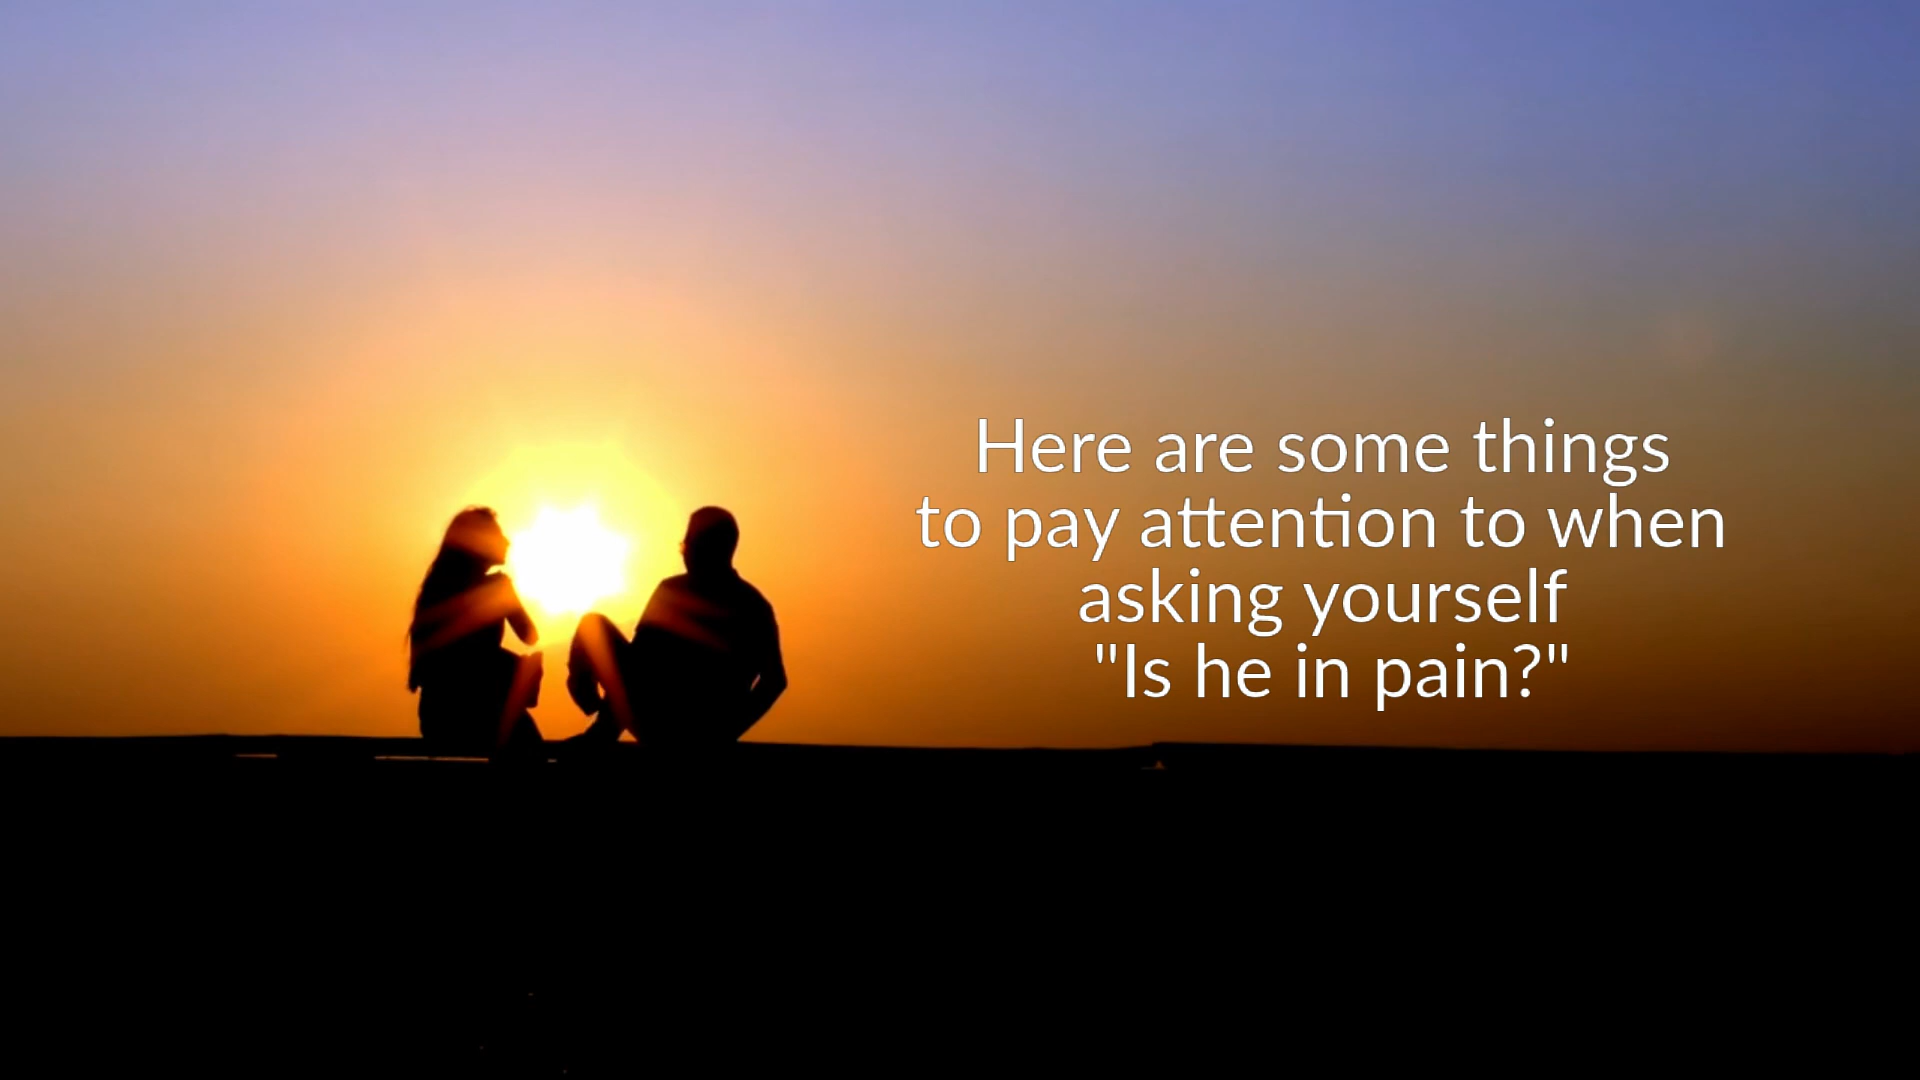 Here are some things
to pay attention to when
asking yourself
"Is he in pain?"